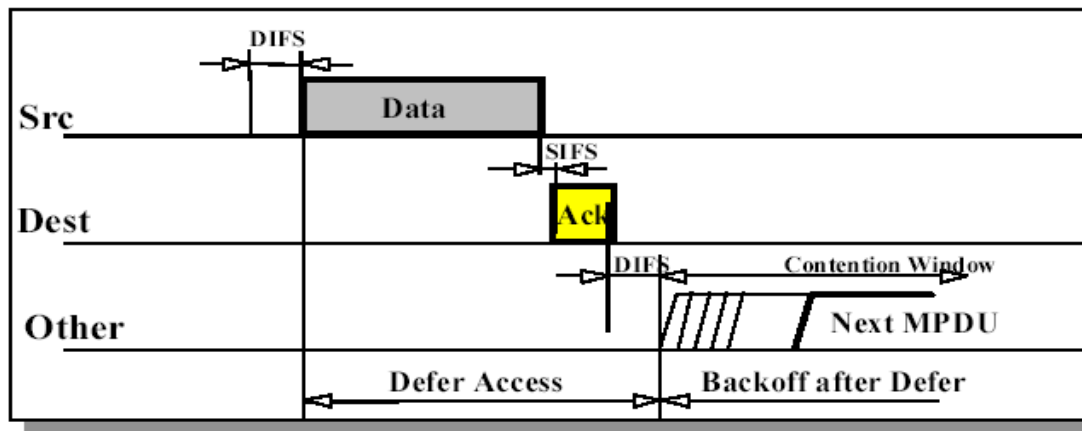 DIFS
Src
Data
SIFS
Dest
Ack
DIFS
Contention Window
Other
Next MPDU
Defer Access
Backoff after Defer